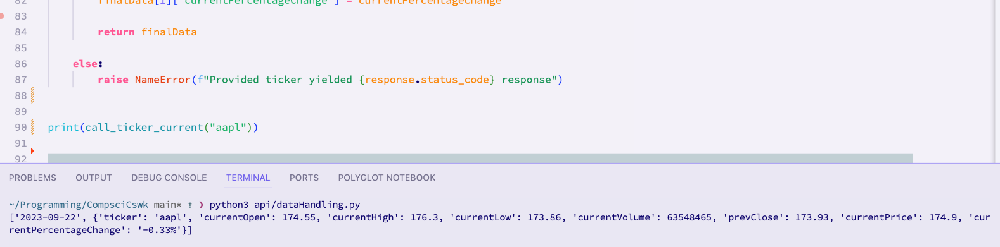 82 finalData[1]['currentPercentageChange'] = currentPercentageChange
83
84 return finalData
85
86 else:
87 raise NameError(f"Provided ticker yielded {response.status_code} response")
88
89
90 print(call_ticker_current("aapl"))
91
92
PROBLEMS OUTPUT DEBUG CONSOLE TERMINAL PORTS POLYGLOT NOTEBOOK
~/Programming/CompsciCswk main* ↑ ❯ python3 api/dataHandling.py
['2023-09-22', {'ticker': 'aapl', 'currentOpen': 174.55, 'currentHigh': 176.3, 'currentLow': 173.86, 'currentVolume': 63548465, 'prevClose': 173.93, 'currentPrice': 174.9, 'cur
rentPercentageChange': '-0.33%'}]